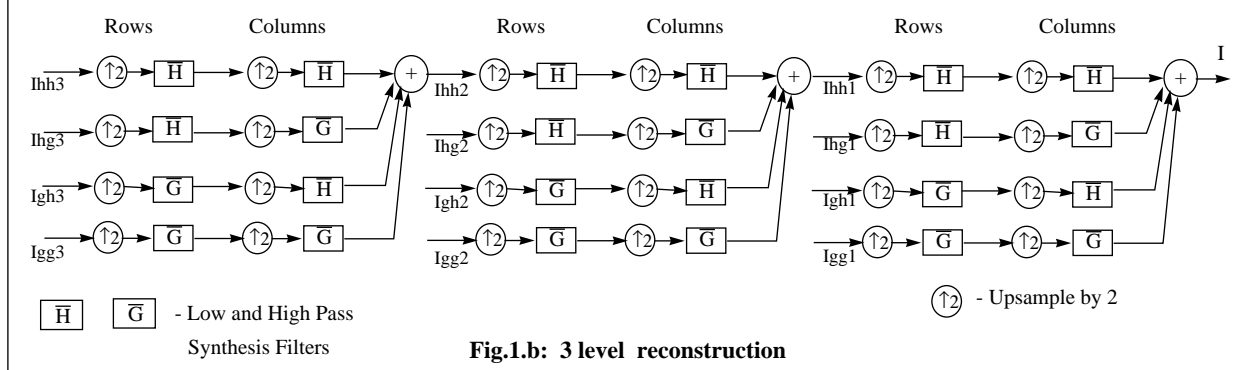 Rows Columns Rows Columns Rows Columns
Ihh3 ↑2 H̅ ↑2 H̅ + Ihh2 ↑2 H̅ ↑2 H̅ + Ihh1 ↑2 H̅ ↑2 H̅ + I
Ihg3 ↑2 H̅ ↑2 G̅ Ihg2 ↑2 H̅ ↑2 G̅ Ihg1 ↑2 H̅ ↑2 G̅
Igh3 ↑2 G̅ ↑2 H̅ Igh2 ↑2 G̅ ↑2 H̅ Igh1 ↑2 G̅ ↑2 H̅
Igg3 ↑2 G̅ ↑2 G̅ Igg2 ↑2 G̅ ↑2 G̅ Igg1 ↑2 G̅ ↑2 G̅
H̅ G̅ - Low and High Pass
Synthesis Filters
↑2 - Upsample by 2
Fig.1.b: 3 level reconstruction